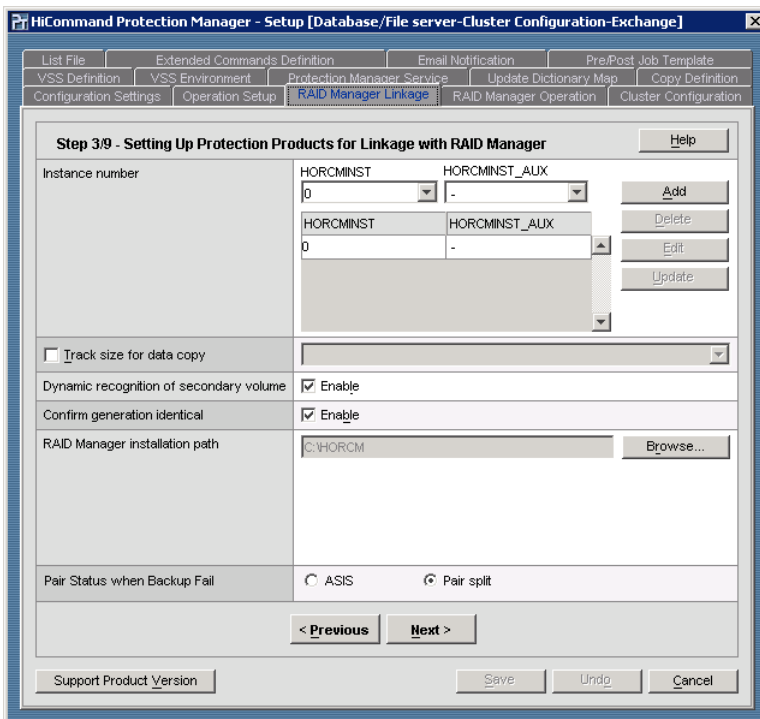 HiCommand Protection Manager - Setup [Database/File server-Cluster Configuration-Exchange]
List File Extended Commands Definition Email Notification Pre/Post Job Template
VSS Definition VSS Environment Protection Manager Service Update Dictionary Map Copy Definition
Configuration Settings Operation Setup RAID Manager Linkage RAID Manager Operation Cluster Configuration
Step 3/9 - Setting Up Protection Products for Linkage with RAID Manager Help
Instance number HORCMINST HORCMINST_AUX
0 - Add
HORCMINST HORCMINST_AUX Delete
0 - Edit
Update
Track size for data copy
Dynamic recognition of secondary volume Enable
Confirm generation identical Enable
RAID Manager installation path C:\HORCM Browse...
Pair Status when Backup Fail ASIS Pair split
< Previous Next >
Support Product Version Save Undo Cancel